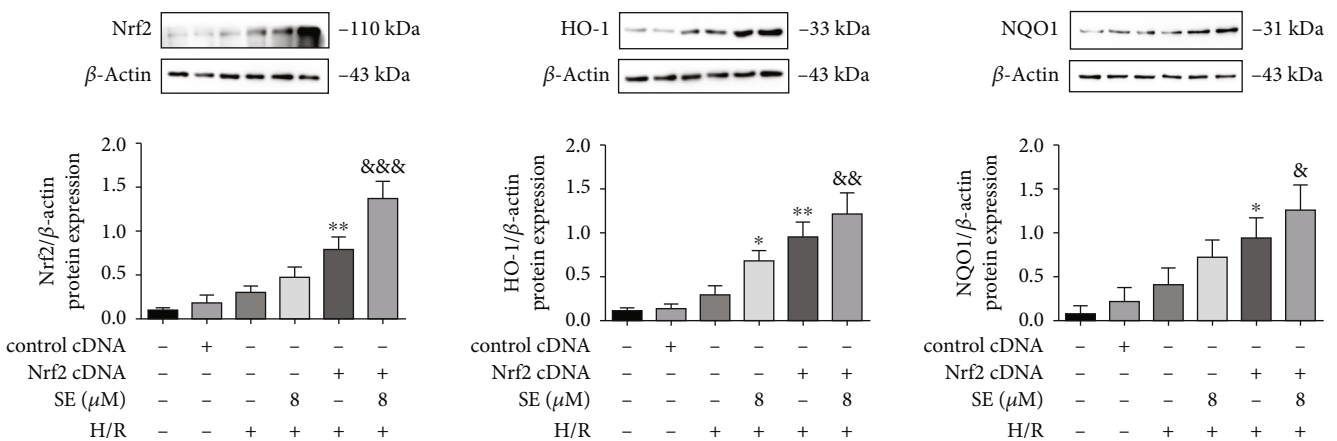 Nrf2 –110 kDa
β-Actin –43 kDa
Nrf2/β-actin
protein expression
2.0
1.5
1.0
0.5
0.0
&&&
**
control cDNA – + – – – –
Nrf2 cDNA – – – – + +
SE (μM) – – – 8 – 8
H/R – – + + + +
HO-1 –33 kDa
β-Actin –43 kDa
HO-1/β-actin
protein expression
2.0
1.5
1.0
0.5
0.0
&&
**
*
control cDNA – + – – – –
Nrf2 cDNA – – – – + +
SE (μM) – – – 8 – 8
H/R – – + + + +
NQO1 –31 kDa
β-Actin –43 kDa
NQO1/β-actin
protein expression
2.0
1.5
1.0
0.5
0.0
&
*
control cDNA – + – – – –
Nrf2 cDNA – – – – + +
SE (μM) – – – 8 – 8
H/R – – + + + +